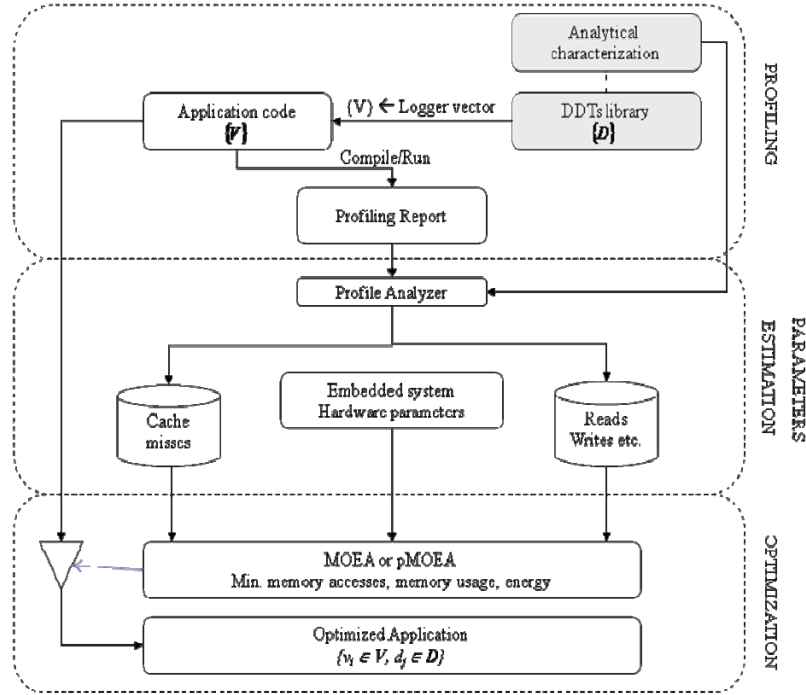 Analytical
characterization
(V) ← Logger vector
Application code
{V}
DDTs library
{D}
Compile/Run
Profiling Report
PROFILING
Profile Analyzer
Cache
misses
Embedded system
Hardware parameters
Reads
Writes etc.
PARAMETERS
ESTIMATION
MOEA or pMOEA
Min. memory accesses, memory usage, energy
Optimized Application
{vᵢ ∈ V, dⱼ ∈ D}
OPTIMIZATION